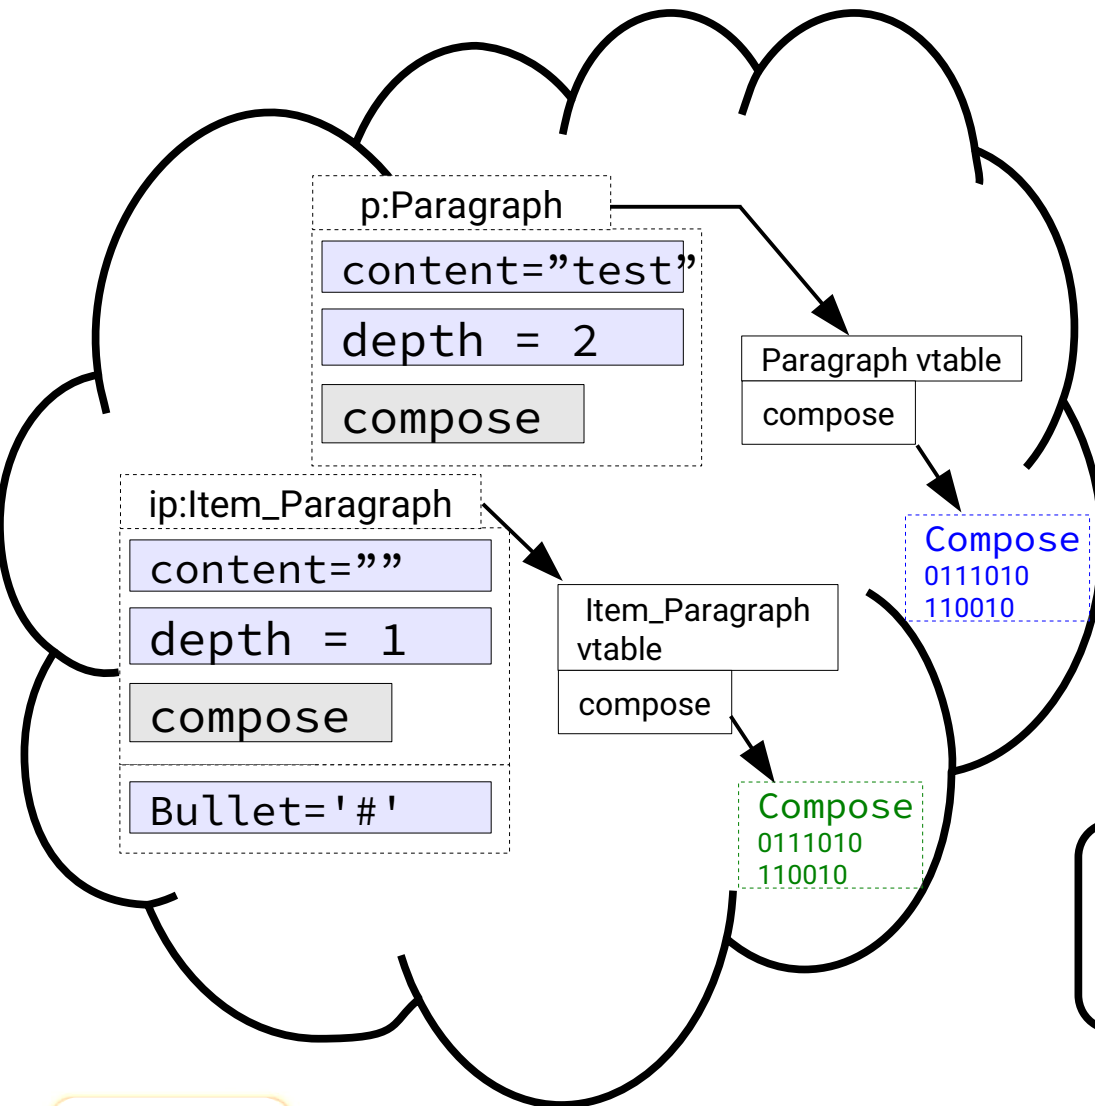 p:Paragraph
content=”test”
depth = 2
compose
Paragraph vtable
compose
Compose
0111010
110010
ip:Item_Paragraph
content=””
depth = 1
compose
Bullet='#'
Item_Paragraph
vtable
compose
Compose
0111010
110010